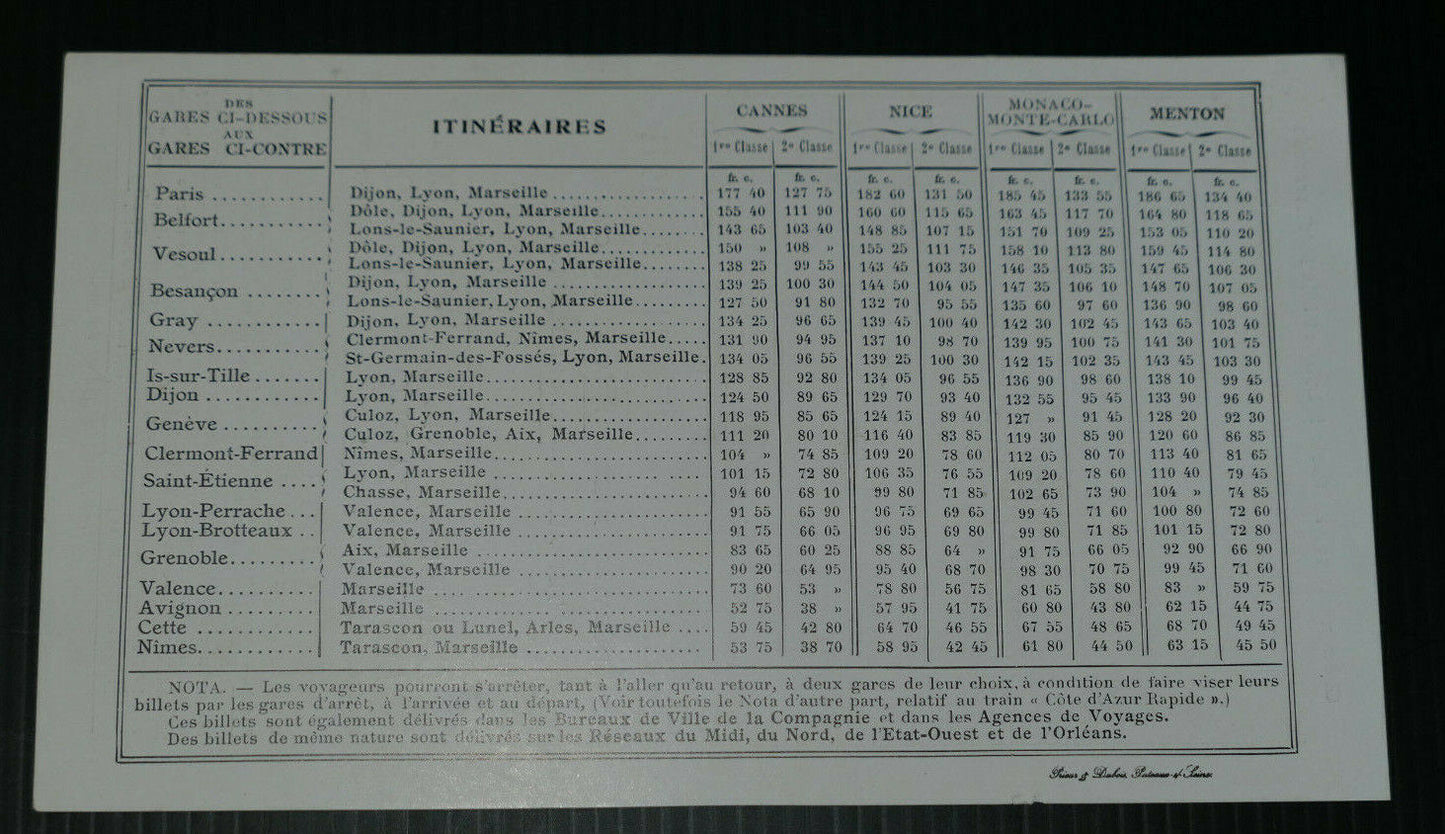 DES
GARES CI-DESSOUS
AUX
GARES CI-CONTRE
ITINÉRAIRES
CANNES NICE MONACO-MONTE-CARLO MENTON
1re Classe 2e Classe 1re Classe 2e Classe 1re Classe 2e Classe 1re Classe 2e Classe
fr. c. fr. c. fr. c. fr. c. fr. c. fr. c. fr. c. fr. c.
Paris ............ Dijon, Lyon, Marseille ................... 177 40 127 75 182 60 131 50 185 45 133 55 186 65 134 40
Belfort........... Dôle, Dijon, Lyon, Marseille............. 155 40 111 90 160 60 115 65 163 45 117 70 164 80 118 65
Lons-le-Saunier, Lyon, Marseille........ 143 65 103 40 148 85 107 15 151 70 109 25 153 05 110 20
Vesoul........... Dôle, Dijon, Lyon, Marseille............. 150 » 108 » 155 25 111 75 158 10 113 80 159 45 114 80
Lons-le-Saunier, Lyon, Marseille........ 138 25 99 55 143 45 103 30 146 35 105 35 147 65 106 30
Besançon ........ Dijon, Lyon, Marseille .................... 139 25 100 30 144 50 104 05 147 35 106 10 148 70 107 05
Lons-le-Saunier, Lyon, Marseille......... 127 50 91 80 132 70 95 55 135 60 97 60 136 90 98 60
Gray ............ Dijon, Lyon, Marseille .................... 134 25 96 65 139 45 100 40 142 30 102 45 143 65 103 40
Nevers........... Clermont-Ferrand, Nîmes, Marseille..... 131 90 94 95 137 10 98 70 139 95 100 75 141 30 101 75
St-Germain-des-Fossés, Lyon, Marseille. 134 05 96 55 139 25 100 30 142 15 102 35 143 45 103 30
Is-sur-Tille ....... Lyon, Marseille............................ 128 85 92 80 134 05 96 55 136 90 98 60 138 10 99 45
Dijon ............ Lyon, Marseille............................ 124 50 89 65 129 70 93 40 132 55 95 45 133 90 96 40
Genève .......... Culoz, Lyon, Marseille.................... 118 95 85 65 124 15 89 40 127 » 91 45 128 20 92 30
Culoz, Grenoble, Aix, Marseille......... 111 20 80 10 116 40 83 85 119 30 85 90 120 60 86 85
Clermont-Ferrand Nîmes, Marseille........................... 104 » 74 85 109 20 78 60 112 05 80 70 113 40 81 65
Saint-Étienne .... Lyon, Marseille ........................... 101 15 72 80 106 35 76 55 109 20 78 60 110 40 79 45
Chasse, Marseille.......................... 94 60 68 10 99 80 71 85 102 65 73 90 104 » 74 85
Lyon-Perrache ... Valence, Marseille ........................ 91 55 65 90 96 75 69 65 99 45 71 60 100 80 72 60
Lyon-Brotteaux .. Valence, Marseille ........................ 91 75 66 05 96 95 69 80 99 80 71 85 101 15 72 80
Grenoble......... Aix, Marseille ............................. 83 65 60 25 88 85 64 » 91 75 66 05 92 90 66 90
Valence, Marseille ........................ 90 20 64 95 95 40 68 70 98 30 70 75 99 45 71 60
Valence.......... Marseille .................................. 73 60 53 » 78 80 56 75 81 65 58 80 83 » 59 75
Avignon ......... Marseille .................................. 52 75 38 » 57 95 41 75 60 80 43 80 62 15 44 75
Cette ............ Tarascon ou Lunel, Arles, Marseille .... 59 45 42 80 64 70 46 55 67 55 48 65 68 70 49 45
Nîmes............ Tarascon, Marseille ...................... 53 75 38 70 58 95 42 45 61 80 44 50 63 15 45 50
NOTA. — Les voyageurs pourront s'arrêter, tant à l'aller qu'au retour, à deux gares de leur choix, à condition de faire viser leurs
billets par les gares d'arrêt, à l'arrivée et au départ, (Voir toutefois le Nota d'autre part, relatif au train « Côte d'Azur Rapide ».)
Ces billets sont également délivrés dans les Bureaux de Ville de la Compagnie et dans les Agences de Voyages.
Des billets de même nature sont délivrés sur les Réseaux du Midi, du Nord, de l'Etat-Ouest et de l'Orléans.
Prieur & Dubois, Puteaux-s/-Seine.